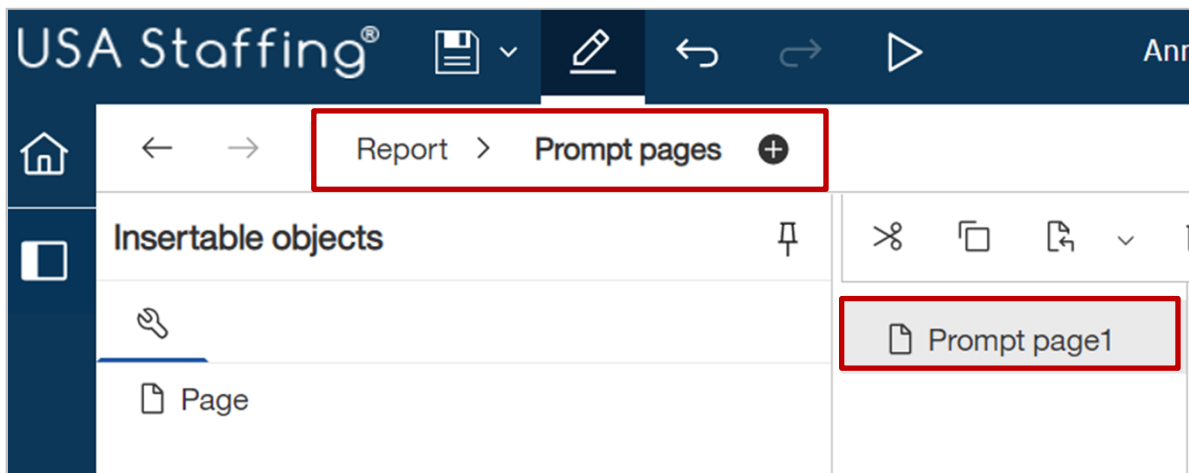 USA Staffing®
Report > Prompt pages
Insertable objects
Prompt page1
Page